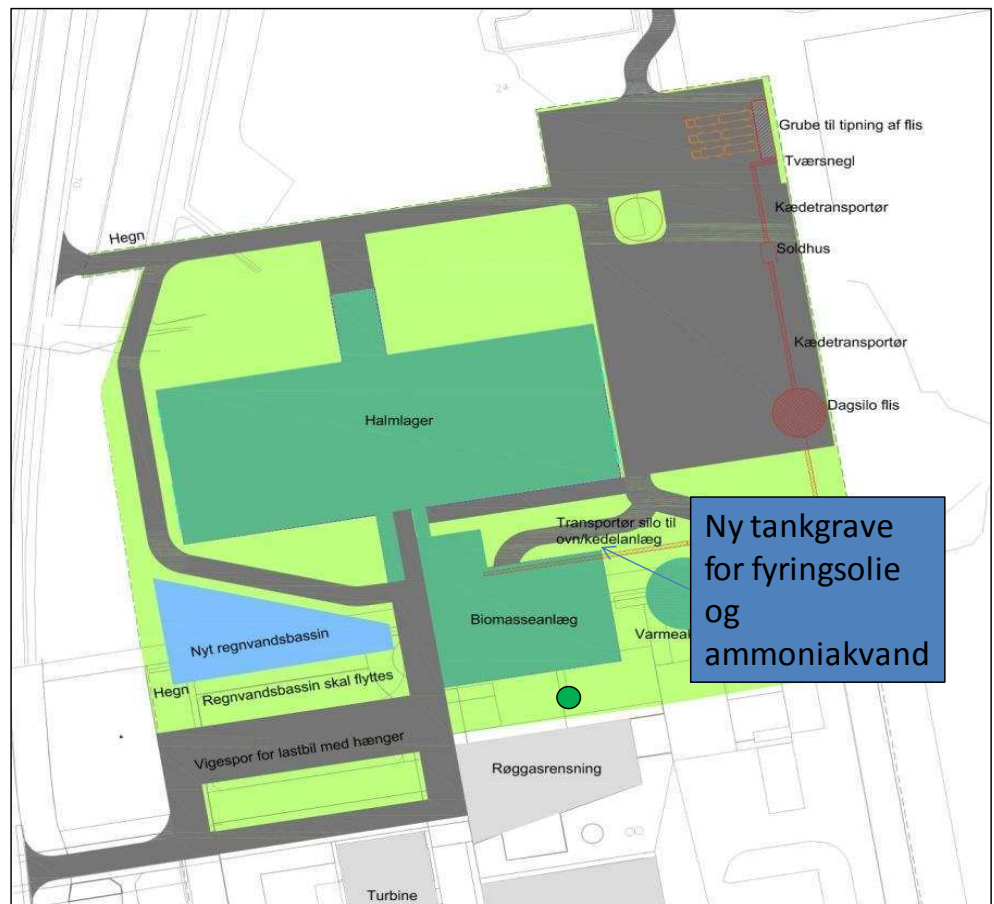 24
70
Grube til tipning af flis
Tværsnegl
Kædetransportør
Soldhus
Hegn
Kædetransportør
Dagsilo flis
Halmlager
Transportør silo til
ovn/kedelanlæg
Ny tankgrave
for fyringsolie
og
ammoniakvand
Biomasseanlæg
Nyt regnvandsbassin
Hegn
Regnvandsbassin skal flyttes
Vigespor for lastbil med hænger
Røggasrensning
Turbine